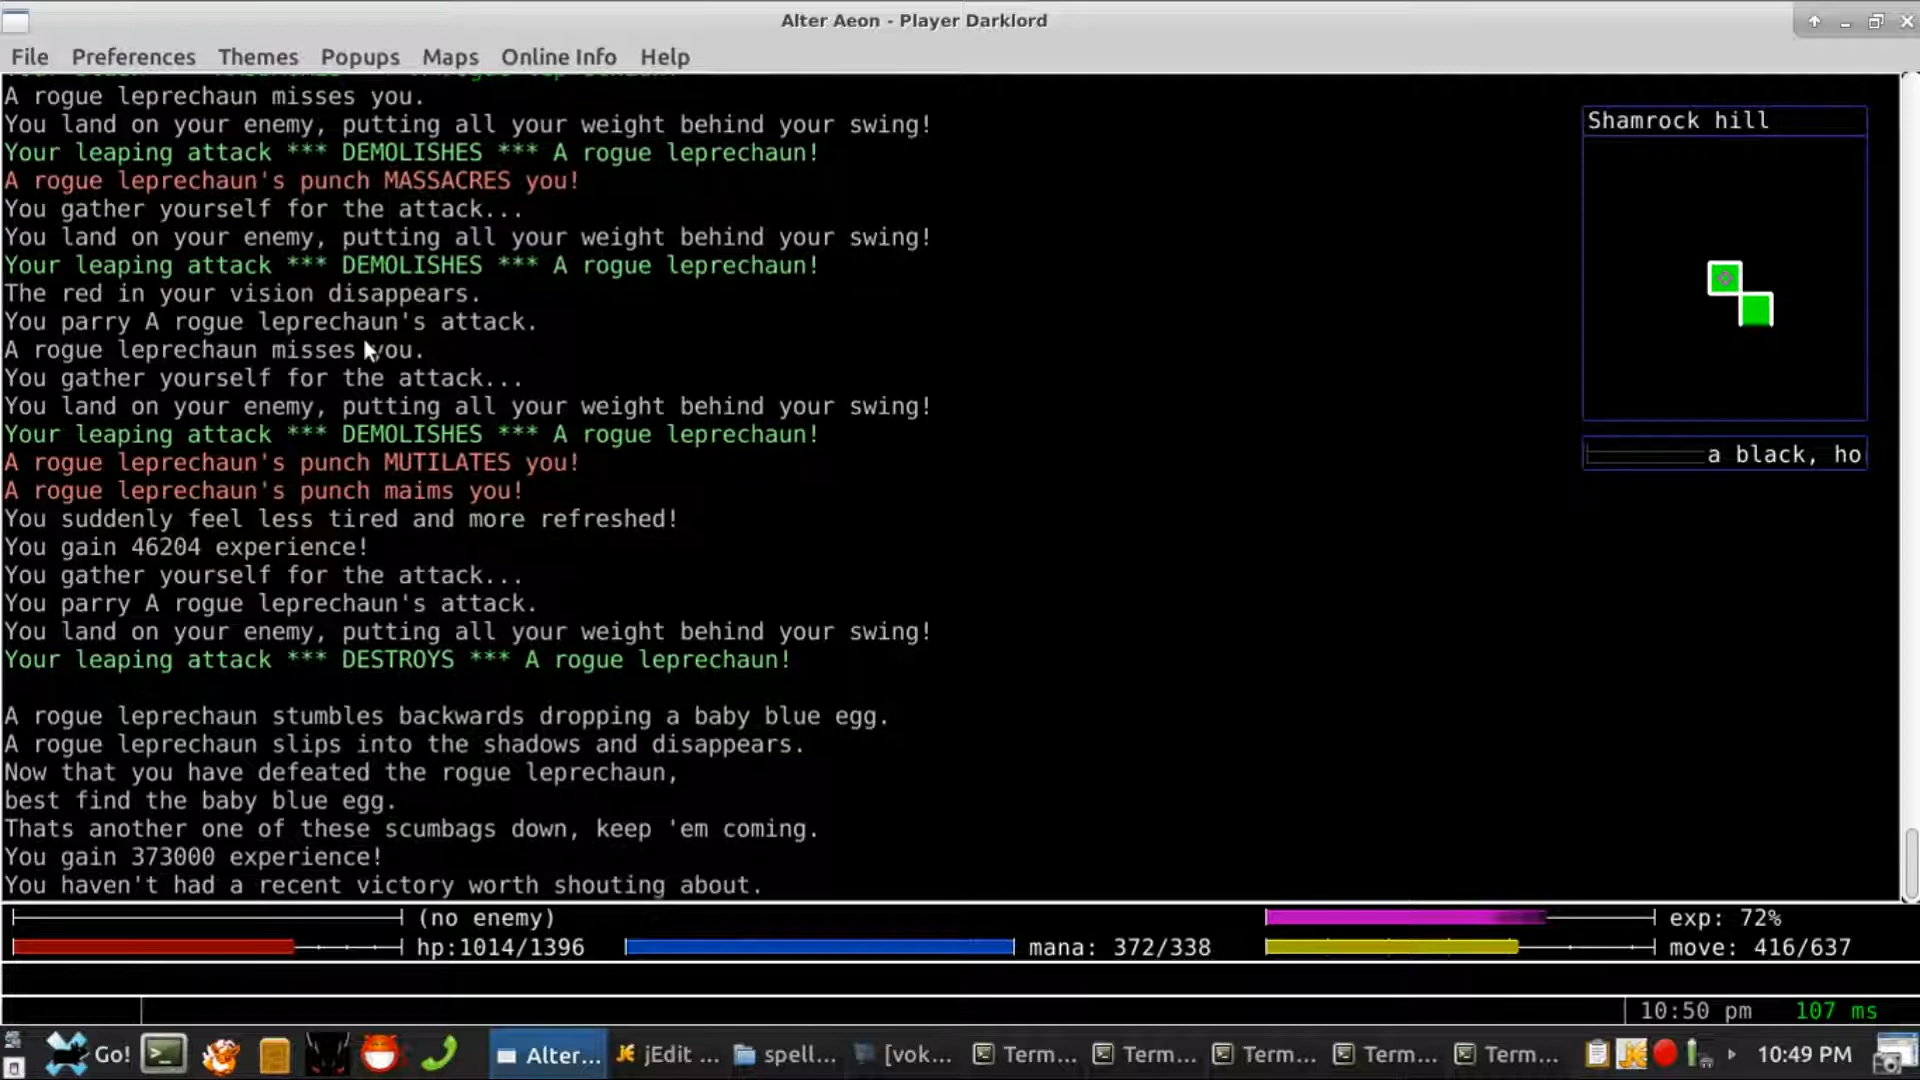 Alter Aeon - Player Darklord
File Preferences Themes Popups Maps Online Info Help
A rogue leprechaun misses you.
You land on your enemy, putting all your weight behind your swing!
Your leaping attack *** DEMOLISHES *** A rogue leprechaun!
A rogue leprechaun's punch MASSACRES you!
You gather yourself for the attack...
You land on your enemy, putting all your weight behind your swing!
Your leaping attack *** DEMOLISHES *** A rogue leprechaun!
The red in your vision disappears.
You parry A rogue leprechaun's attack.
A rogue leprechaun misses you.
You gather yourself for the attack...
You land on your enemy, putting all your weight behind your swing!
Your leaping attack *** DEMOLISHES *** A rogue leprechaun!
A rogue leprechaun's punch MUTILATES you!
A rogue leprechaun's punch maims you!
You suddenly feel less tired and more refreshed!
You gain 46204 experience!
You gather yourself for the attack...
You parry A rogue leprechaun's attack.
You land on your enemy, putting all your weight behind your swing!
Your leaping attack *** DESTROYS *** A rogue leprechaun!
A rogue leprechaun stumbles backwards dropping a baby blue egg.
A rogue leprechaun slips into the shadows and disappears.
Now that you have defeated the rogue leprechaun,
best find the baby blue egg.
Thats another one of these scumbags down, keep 'em coming.
You gain 373000 experience!
You haven't had a recent victory worth shouting about.
Shamrock hill
a black, ho
(no enemy) exp: 72%
hp:1014/1396 mana: 372/338 move: 416/637
10:50 pm 107 ms
Go! Alter... jEdit ... spell... [vok... Term... Term... Term... Term... Term... 10:49 PM